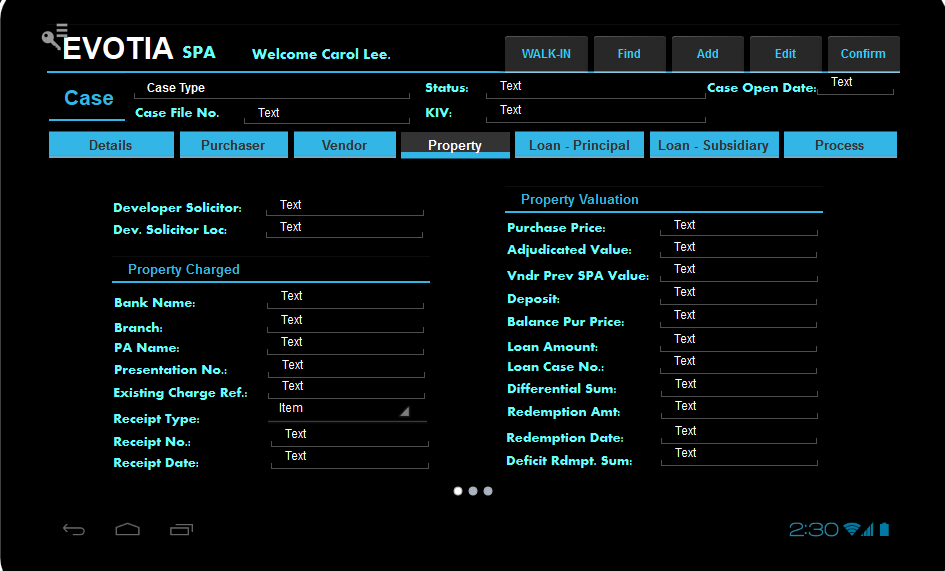 EVOTIA SPA Welcome Carol Lee. WALK-IN Find Add Edit Confirm
Case Case Type Status: Text Case Open Date: Text
Case File No. Text KIV: Text
Details Purchaser Vendor Property Loan - Principal Loan - Subsidiary Process
Developer Solicitor: Text
Dev. Solicitor Loc: Text
Property Charged
Bank Name: Text
Branch: Text
PA Name: Text
Presentation No.: Text
Existing Charge Ref.: Text
Receipt Type: Item
Receipt No.: Text
Receipt Date: Text
Property Valuation
Purchase Price: Text
Adjudicated Value: Text
Vndr Prev SPA Value: Text
Deposit: Text
Balance Pur Price: Text
Loan Amount: Text
Loan Case No.: Text
Differential Sum: Text
Redemption Amt: Text
Redemption Date: Text
Deficit Rdmpt. Sum: Text
2:30